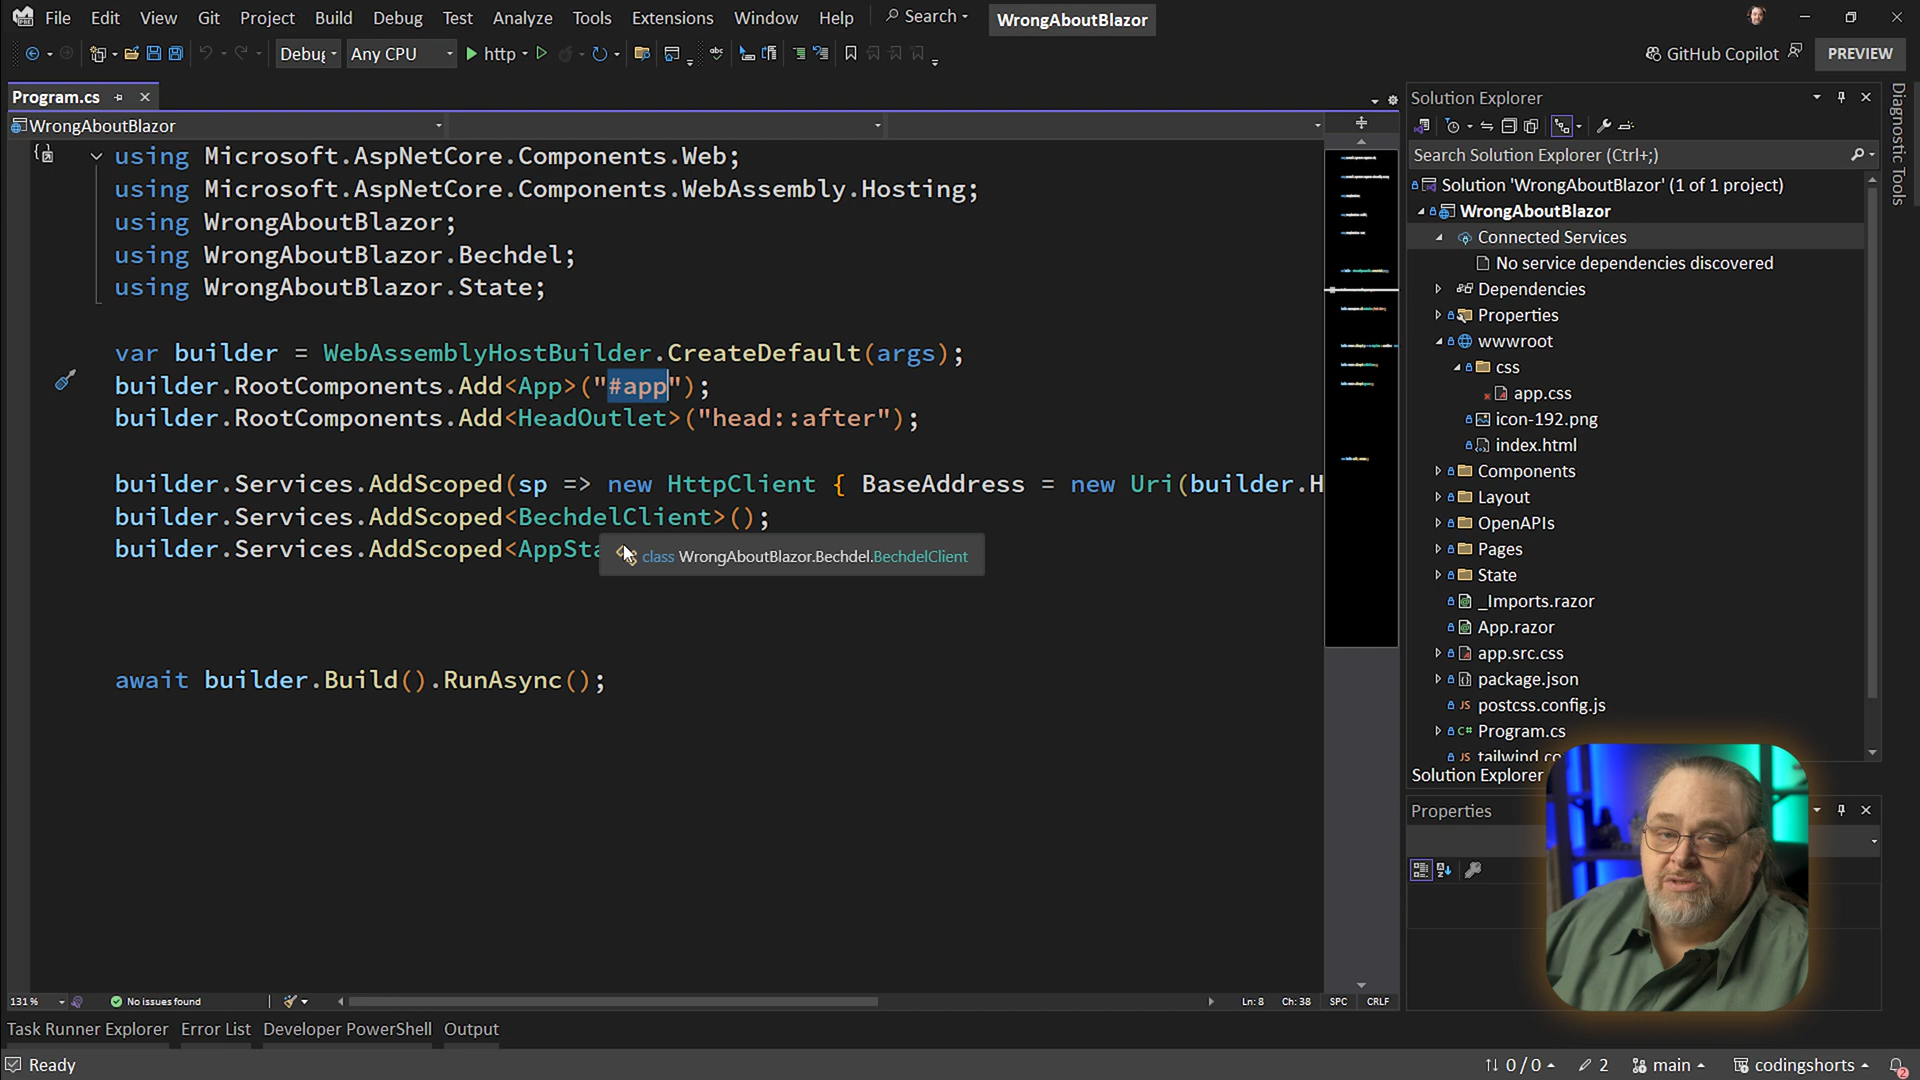 File Edit View Git Project Build Debug Test Analyze Tools Extensions Window Help Search WrongAboutBlazor
Debug Any CPU http GitHub Copilot PREVIEW
Program.cs
WrongAboutBlazor
using Microsoft.AspNetCore.Components.Web;
using Microsoft.AspNetCore.Components.WebAssembly.Hosting;
using WrongAboutBlazor;
using WrongAboutBlazor.Bechdel;
using WrongAboutBlazor.State;
var builder = WebAssemblyHostBuilder.CreateDefault(args);
builder.RootComponents.Add<App>("#app");
builder.RootComponents.Add<HeadOutlet>("head::after");
builder.Services.AddScoped(sp => new HttpClient { BaseAddress = new Uri(builder.H
builder.Services.AddScoped<BechdelClient>();
builder.Services.AddScoped<AppSta
class WrongAboutBlazor.Bechdel.BechdelClient
await builder.Build().RunAsync();
131 % No issues found Ln: 8 Ch: 38 SPC CRLF
Task Runner Explorer Error List Developer PowerShell Output
Ready 0 / 0 2 main codingshorts 2
Solution Explorer
Search Solution Explorer (Ctrl+;)
Solution 'WrongAboutBlazor' (1 of 1 project)
WrongAboutBlazor
Connected Services
No service dependencies discovered
Dependencies
Properties
wwwroot
css
app.css
icon-192.png
index.html
Components
Layout
OpenAPIs
Pages
State
_Imports.razor
App.razor
app.src.css
package.json
JS postcss.config.js
C# Program.cs
JS tailwind.co
Solution Explorer
Properties
Diagnostic Tools